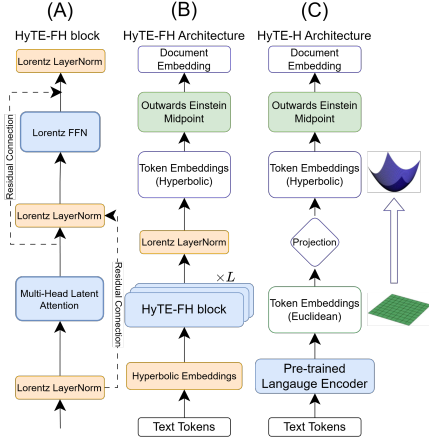 (A)
HyTE-FH block
Lorentz LayerNorm
Residual Connection
Lorentz FFN
Lorentz LayerNorm
Residual Connection
Multi-Head Latent
Attention
Lorentz LayerNorm
(B)
HyTE-FH Architecture
Document
Embedding
Outwards Einstein
Midpoint
Token Embeddings
(Hyperbolic)
Lorentz LayerNorm
×L
HyTE-FH block
Hyperbolic Embeddings
Text Tokens
(C)
HyTE-H Architecture
Document
Embedding
Outwards Einstein
Midpoint
Token Embeddings
(Hyperbolic)
Projection
Token Embeddings
(Euclidean)
Pre-trained
Langauge Encoder
Text Tokens